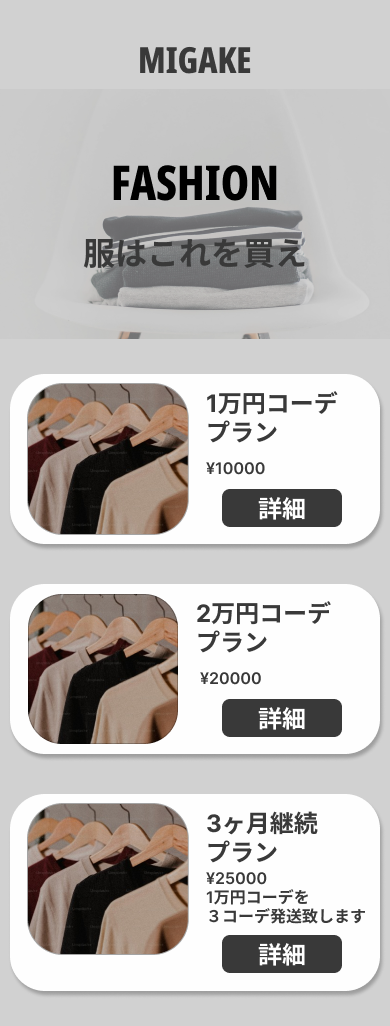 MIGAKE
FASHION
服はこれを買え
1万円コーデ
プラン
¥10000
詳細
2万円コーデ
プラン
¥20000
詳細
3ヶ月継続
プラン
¥25000
1万円コーデを
３コーデ発送致します
詳細